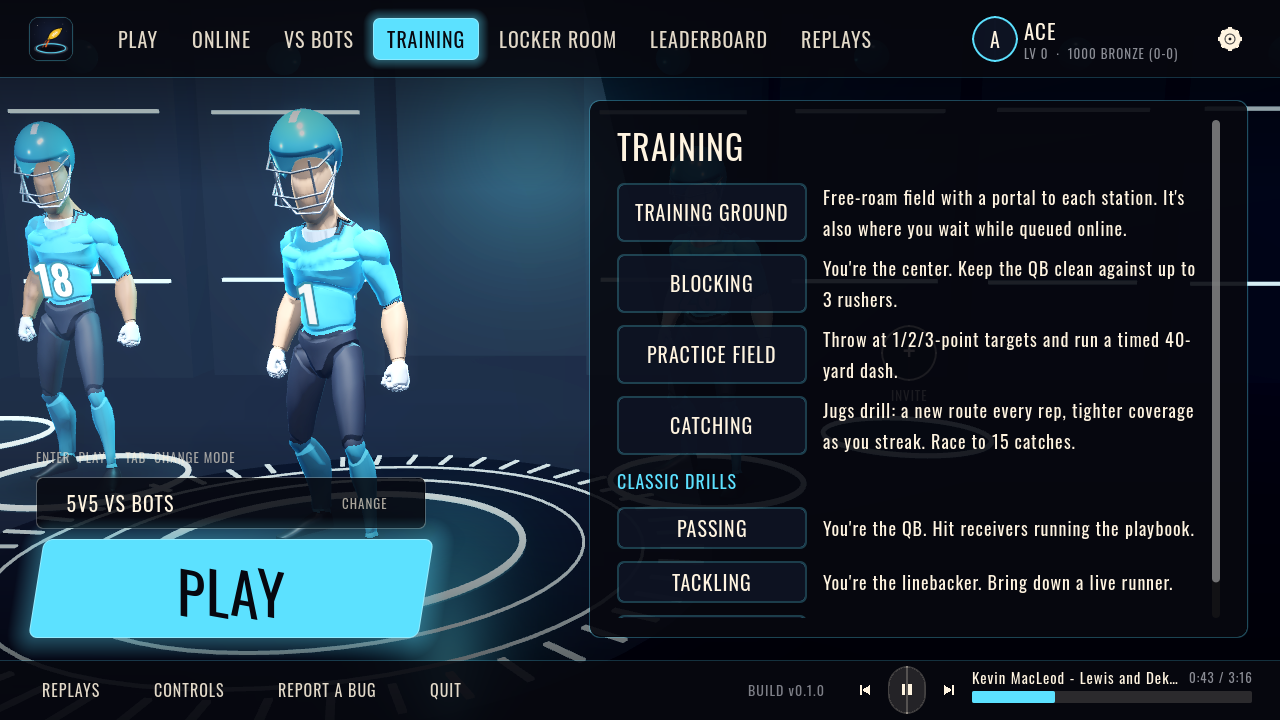 PLAY
ONLINE
VS BOTS
TRAINING
LOCKER ROOM
LEADERBOARD
REPLAYS
A
ACE
LV 0 · 1000 BRONZE (0-0)
18
1
TRAINING
TRAINING GROUND
Free-roam field with a portal to each station. It's
also where you wait while queued online.
BLOCKING
You're the center. Keep the QB clean against up to
3 rushers.
PRACTICE FIELD
Throw at 1/2/3-point targets and run a timed 40-
yard dash.
INVITE
CATCHING
Jugs drill: a new route every rep, tighter coverage
as you streak. Race to 15 catches.
CLASSIC DRILLS
PASSING
You're the QB. Hit receivers running the playbook.
TACKLING
You're the linebacker. Bring down a live runner.
ENTER PLAY TAB CHANGE MODE
5V5 VS BOTS
CHANGE
PLAY
REPLAYS
CONTROLS
REPORT A BUG
QUIT
BUILD v0.1.0
Kevin MacLeod - Lewis and Dek...
0:43 / 3:16